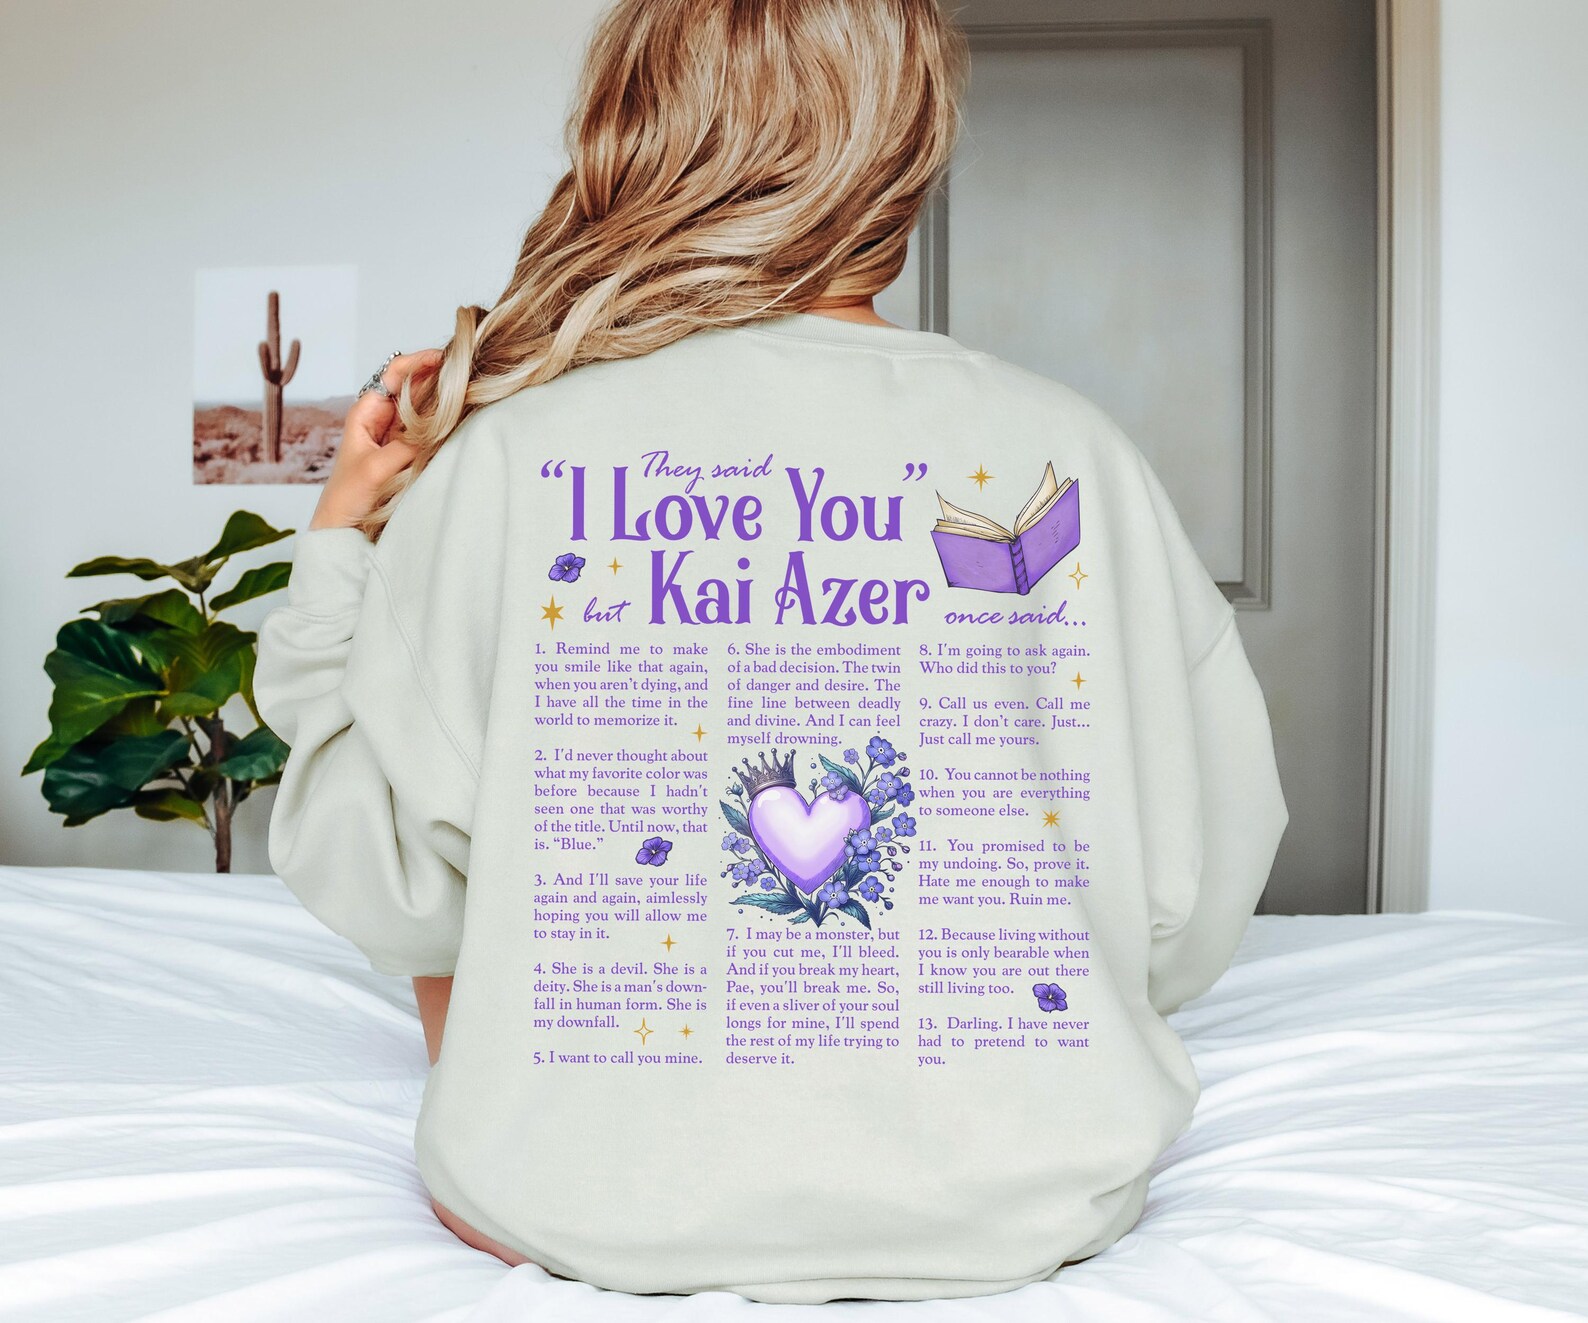 They said
“I Love You”
but Kai Azer once said...
1. Remind me to make
you smile like that again,
when you aren't dying, and
I have all the time in the
world to memorize it.
2. I'd never thought about
what my favorite color was
before because I hadn't
seen one that was worthy
of the title. Until now, that
is. “Blue.”
3. And I'll save your life
again and again, aimlessly
hoping you will allow me
to stay in it.
4. She is a devil. She is a
deity. She is a man's down-
fall in human form. She is
my downfall.
5. I want to call you mine.
6. She is the embodiment
of a bad decision. The twin
of danger and desire. The
fine line between deadly
and divine. And I can feel
myself drowning.
7. I may be a monster, but
if you cut me, I'll bleed.
And if you break my heart,
Pae, you'll break me. So,
if even a sliver of your soul
longs for mine, I'll spend
the rest of my life trying to
deserve it.
8. I'm going to ask again.
Who did this to you?
9. Call us even. Call me
crazy. I don't care. Just...
Just call me yours.
10. You cannot be nothing
when you are everything
to someone else.
11. You promised to be
my undoing. So, prove it.
Hate me enough to make
me want you. Ruin me.
12. Because living without
you is only bearable when
I know you are out there
still living too.
13. Darling. I have never
had to pretend to want
you.